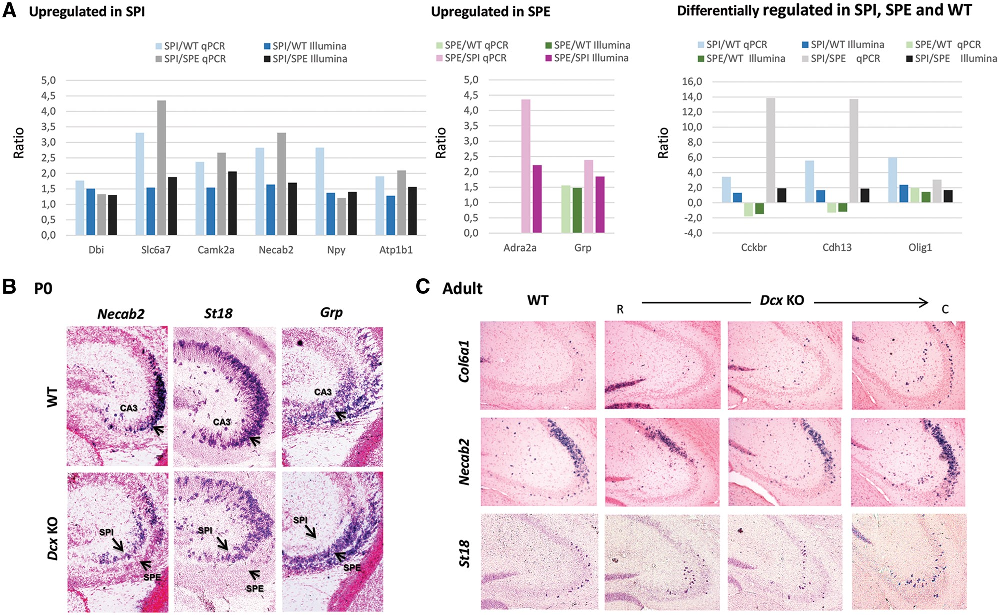 A Upregulated in SPI
SPI/WT qPCR SPI/WT Illumina
SPI/SPE qPCR SPI/SPE Illumina
Ratio
5,0
4,5
4,0
3,5
3,0
2,5
2,0
1,5
1,0
0,5
0,0
Dbi Slc6a7 Camk2a Necab2 Npy Atp1b1
Upregulated in SPE
SPE/WT qPCR SPE/WT Illumina
SPE/SPI qPCR SPE/SPI Illumina
Ratio
5,0
4,5
4,0
3,5
3,0
2,5
2,0
1,5
1,0
0,5
0,0
Adra2a Grp
Differentially regulated in SPI, SPE and WT
SPI/WT qPCR SPI/WT Illumina SPE/WT qPCR
SPE/WT Illumina SPI/SPE qPCR SPI/SPE Illumina
Ratio
16,0
14,0
12,0
10,0
8,0
6,0
4,0
2,0
0,0
-2,0
-4,0
Cckbr Cdh13 Olig1
B P0
Necab2 St18 Grp
WT
CA3 CA3 CA3
Dcx KO
SPI SPI SPI
SPE SPE SPE
C Adult
WT R Dcx KO C
Col6a1
Necab2
St18